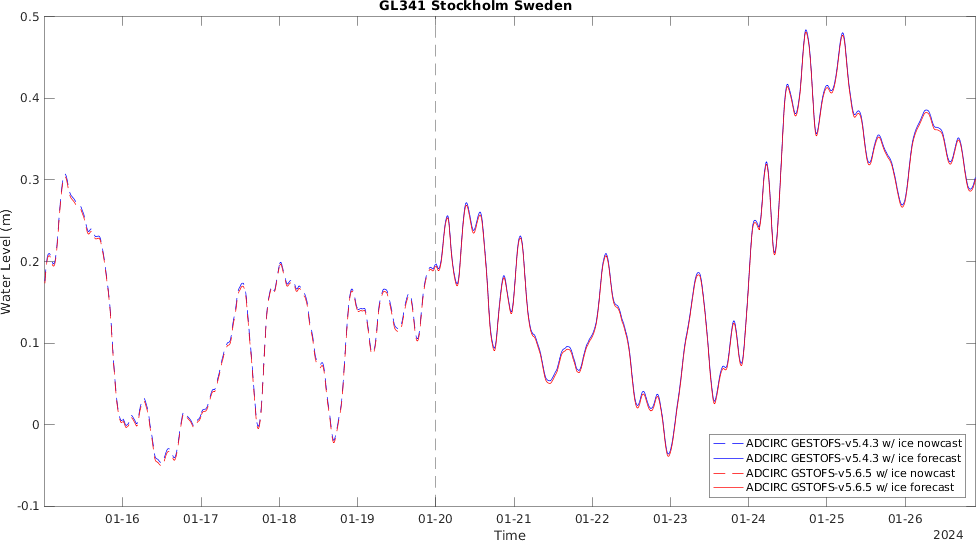 GL341 Stockholm Sweden
0.5
0.4
0.3
0.2
0.1
0
-0.1
Water Level (m)
01-16 01-17 01-18 01-19 01-20 01-21 01-22 01-23 01-24 01-25 01-26
Time
2024
ADCIRC GESTOFS-v5.4.3 w/ ice nowcast
ADCIRC GESTOFS-v5.4.3 w/ ice forecast
ADCIRC GSTOFS-v5.6.5 w/ ice nowcast
ADCIRC GSTOFS-v5.6.5 w/ ice forecast